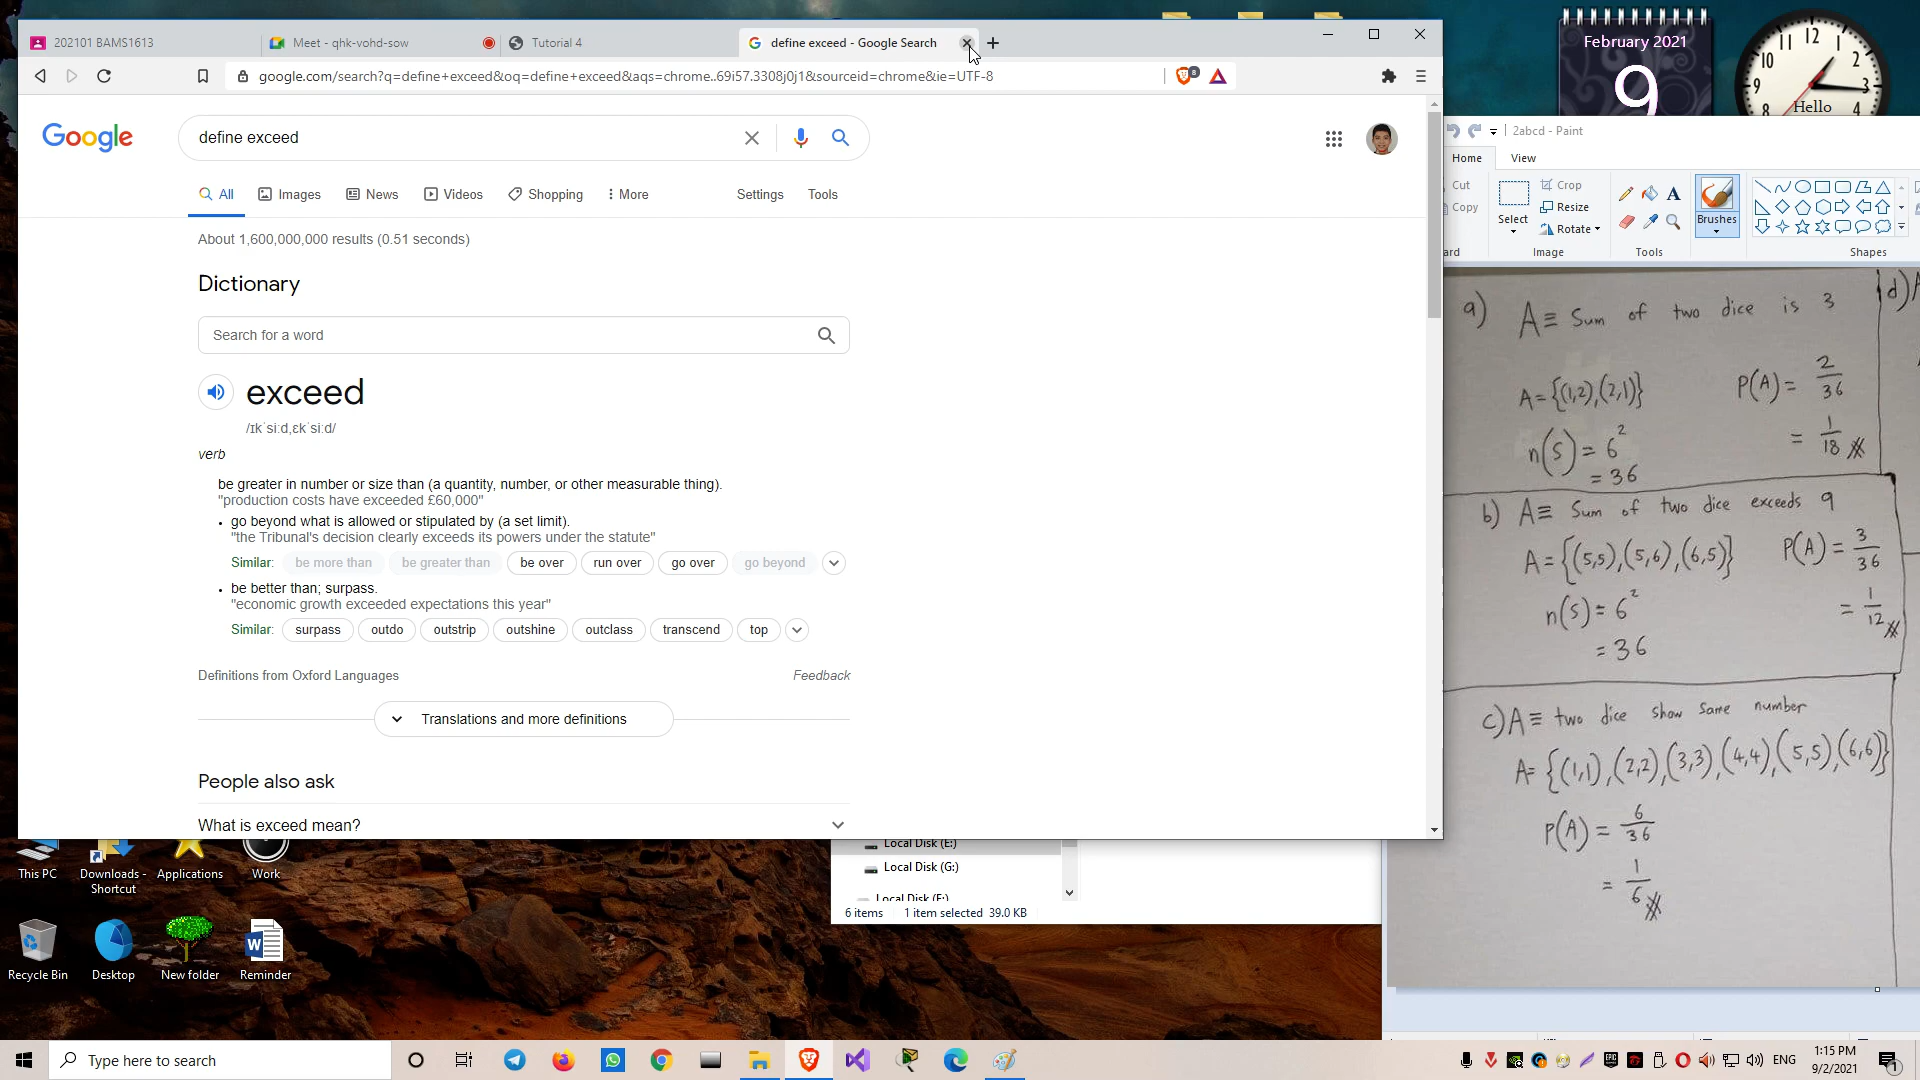 202101 BAMS1613
Meet - qhk-vohd-sow
Tutorial 4
define exceed - Google Search
google.com/search?q=define+exceed&oq=define+exceed&aqs=chrome..69i57.3308j0j1&sourceid=chrome&ie=UTF-8
Google
define exceed
All
Images
News
Videos
Shopping
More
Settings
Tools
About 1,600,000,000 results (0.51 seconds)
Dictionary
Search for a word
exceed
/ɪkˈsiːd,ɛkˈsiːd/
verb
be greater in number or size than (a quantity, number, or other measurable thing).
"production costs have exceeded £60,000"
go beyond what is allowed or stipulated by (a set limit).
"the Tribunal's decision clearly exceeds its powers under the statute"
Similar: be more than be greater than be over run over go over go beyond
be better than; surpass.
"economic growth exceeded expectations this year"
Similar: surpass outdo outstrip outshine outclass transcend top
Definitions from Oxford Languages
Feedback
Translations and more definitions
People also ask
What is exceed mean?
February 2021
9
11 12 1
10 2
9 3
8 4
Hello
2abcd - Paint
Home
View
Cut
Copy
Select
Crop
Resize
Rotate
Image
Tools
Brushes
Shapes
a) A≡ Sum of two dice is 3
A={(1,2),(2,1)}
P(A)= 2/36
n(S) = 6²
= 36
= 1/18
d) A
b) A≡ Sum of two dice exceeds 9
A={(5,5),(5,6),(6,5)}
P(A)= 3/36
n(S)= 6²
= 36
= 1/12
c) A≡ two dice show same number
A= {(1,1),(2,2),(3,3),(4,4),(5,5),(6,6)}
P(A) = 6/36
= 1/6
Local Disk (E:)
Local Disk (G:)
Local Disk (F:)
6 items
1 item selected 39.0 KB
This PC
Downloads - Shortcut
Applications
Work
Recycle Bin
Desktop
New folder
Reminder
Type here to search
ENG
1:15 PM
9/2/2021